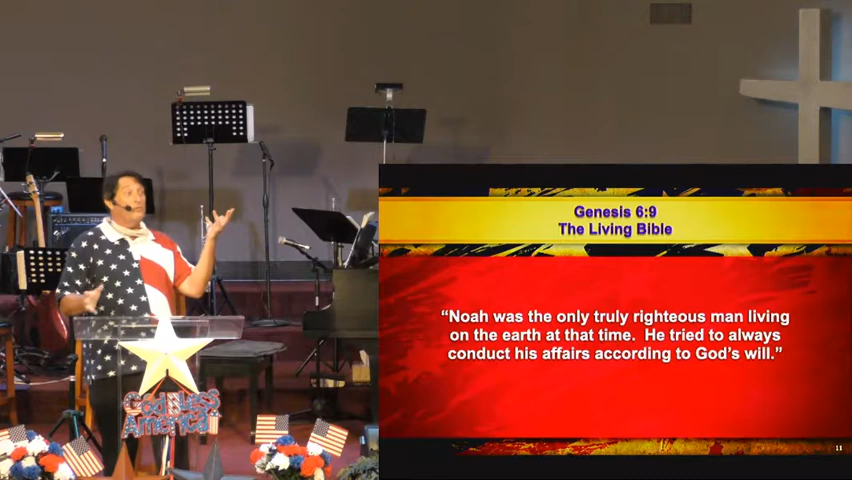 Genesis 6:9
The Living Bible
“Noah was the only truly righteous man living
on the earth at that time.  He tried to always
conduct his affairs according to God’s will.”
11
God Bless
America